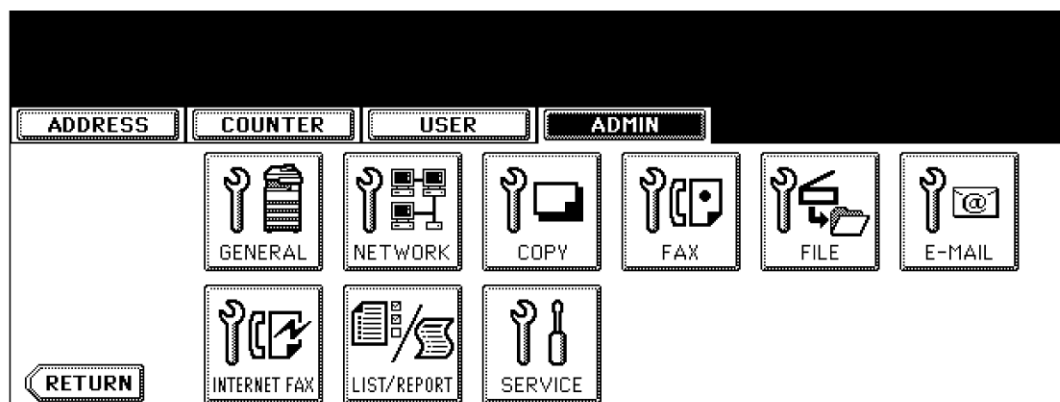 ADDRESS COUNTER USER ADMIN
GENERAL NETWORK COPY FAX FILE E-MAIL
@
INTERNET FAX LIST/REPORT SERVICE
RETURN